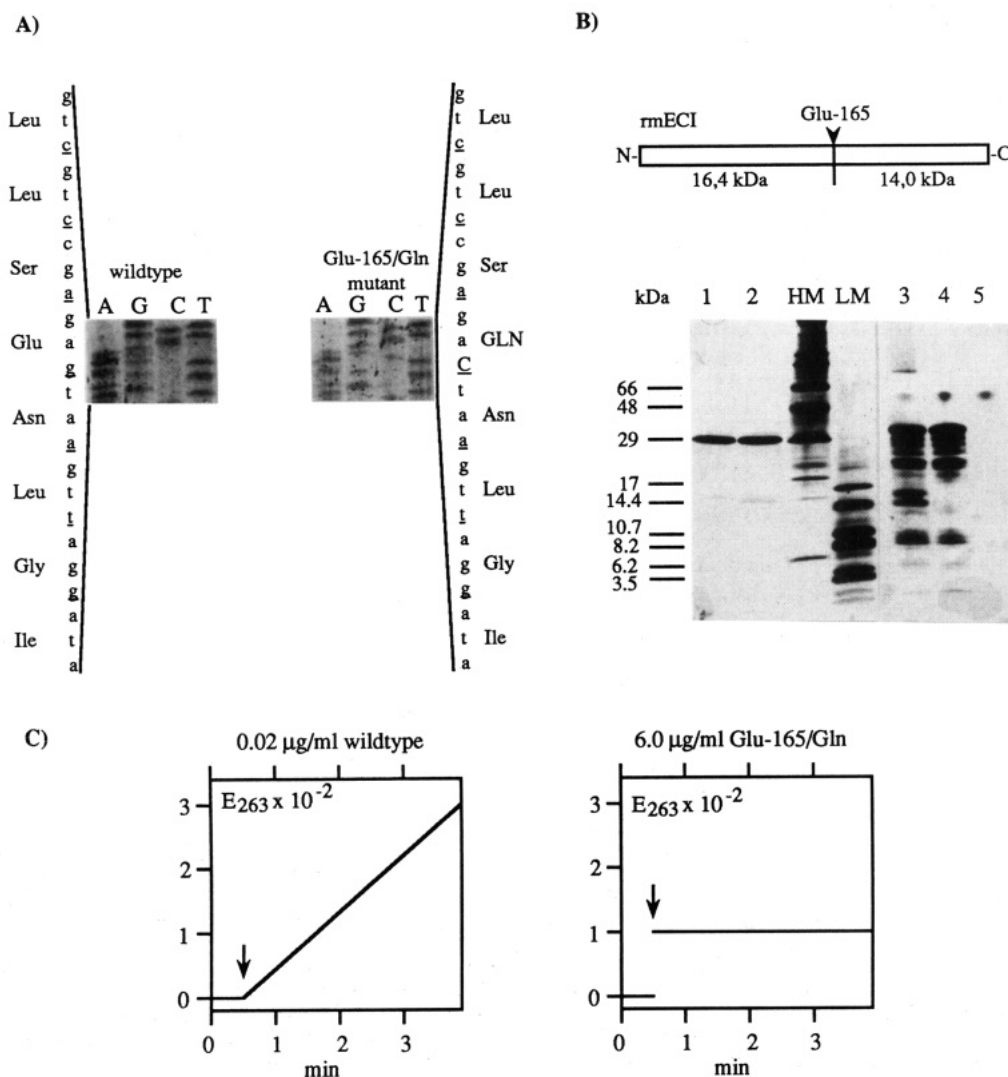 A)
g
Leu t
c
g
Leu t
c
c
Ser g
a
g
Glu a
g
t
Asn a
a
g
Leu t
t
a
Gly g
g
a
Ile t
a
wildtype
A G C T
Glu-165/Gln
mutant
A G C T
g
t Leu
c
g
t Leu
c
c
g Ser
a
g
a GLN
C
t
a Asn
a
g
t Leu
t
a
g Gly
g
a
t Ile
a
B)
rmECI Glu-165
N- -C
16,4 kDa 14,0 kDa
kDa 1 2 HM LM 3 4 5
66
48
29
17
14.4
10.7
8.2
6.2
3.5
C)
0.02 µg/ml wildtype
E263 x 10-2
3
2
1
0
0 1 2 3
min
6.0 µg/ml Glu-165/Gln
E263 x 10-2
3
2
1
0
0 1 2 3
min